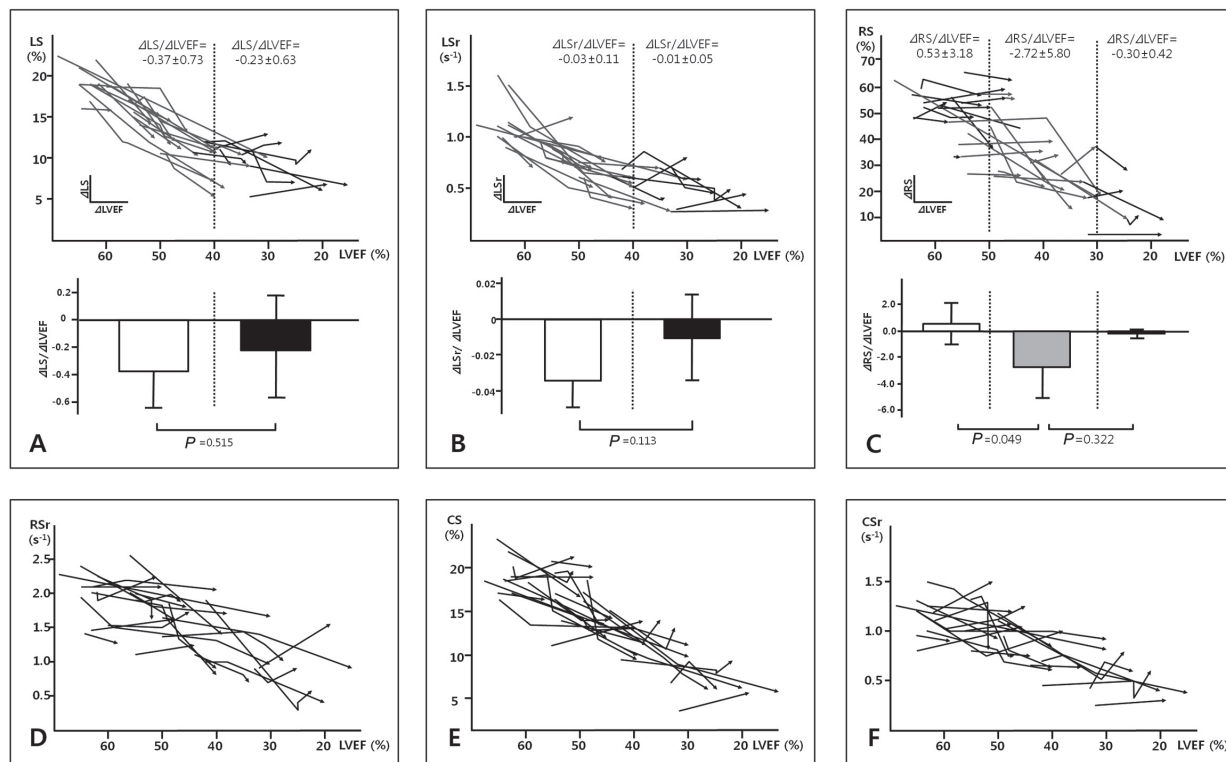 LS
(%)
ΔLS/ΔLVEF=
-0.37±0.73
ΔLS/ΔLVEF=
-0.23±0.63
20
15
10
5
ΔLS
ΔLVEF
60 50 40 30 20 LVEF (%)
ΔLS/ΔLVEF
0.2
0
-0.2
-0.4
-0.6
A
P =0.515
LSr
(s⁻¹)
ΔLSr/ΔLVEF=
-0.03±0.11
ΔLSr/ΔLVEF=
-0.01±0.05
1.5
1.0
0.5
ΔLSr
ΔLVEF
60 50 40 30 20 LVEF (%)
ΔLSr/ ΔLVEF
0.02
0
-0.02
-0.04
B
P =0.113
RS
(%)
ΔRS/ΔLVEF=
0.53±3.18
ΔRS/ΔLVEF=
-2.72±5.80
ΔRS/ΔLVEF=
-0.30±0.42
70
60
50
40
30
20
10
ΔRS
ΔLVEF
60 50 40 30 20 LVEF (%)
ΔRS/ΔLVEF
2.0
0.0
-2.0
-4.0
-6.0
C
P =0.049
P =0.322
RSr
(s⁻¹)
2.5
2.0
1.5
1.0
0.5
D
60 50 40 30 20 LVEF (%)
CS
(%)
20
15
10
5
E
60 50 40 30 20 LVEF (%)
CSr
(s⁻¹)
1.5
1.0
0.5
F
60 50 40 30 20 LVEF (%)